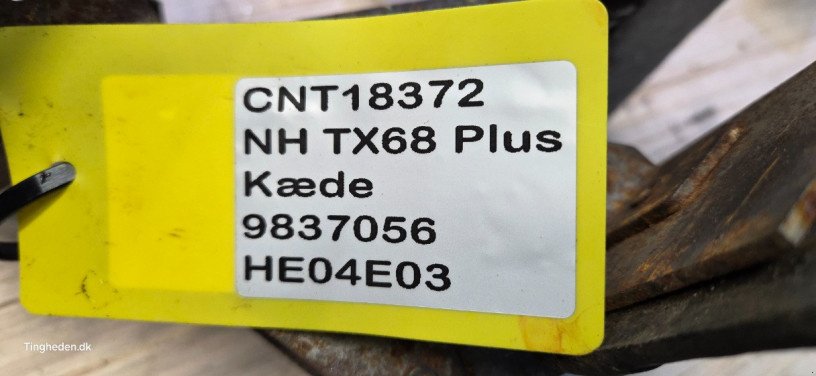 CNT18372
NH TX68 Plus
Kæde
9837056
HE04E03
Tingheden.dk